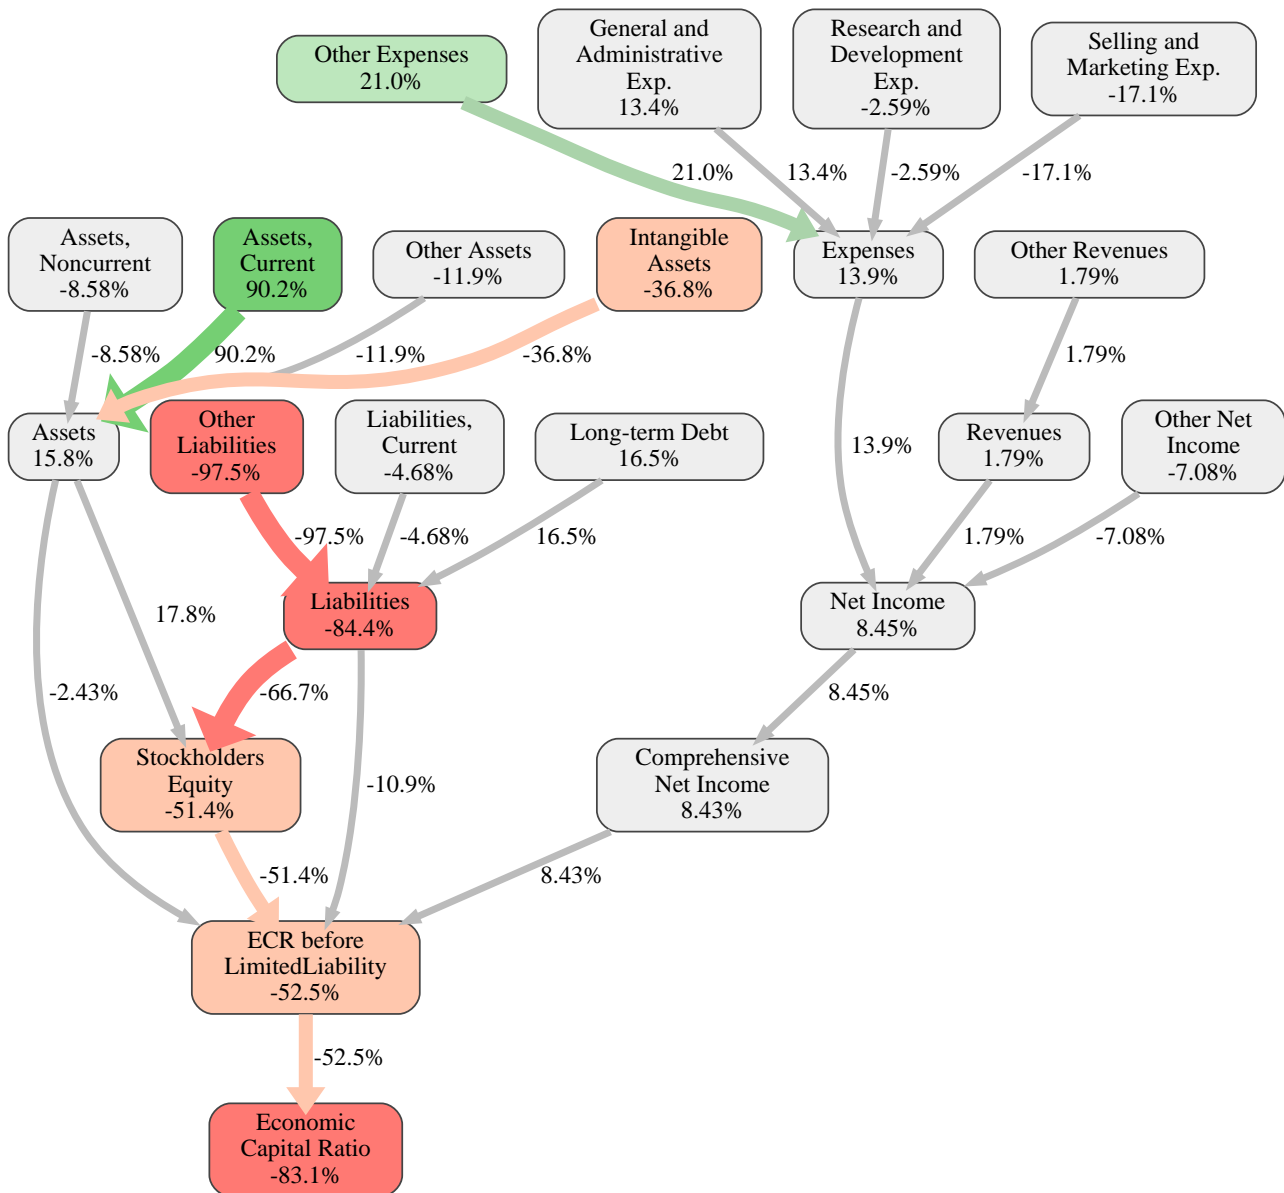 Other Expenses
21.0%
General and
Administrative
Exp.
13.4%
Research and
Development
Exp.
-2.59%
Selling and
Marketing Exp.
-17.1%
21.0%
13.4%
-2.59%
-17.1%
Assets,
Noncurrent
-8.58%
Assets,
Current
90.2%
Other Assets
-11.9%
Intangible
Assets
-36.8%
Expenses
13.9%
Other Revenues
1.79%
-8.58%
90.2%
-11.9%
-36.8%
1.79%
Assets
15.8%
Other
Liabilities
-97.5%
Liabilities,
Current
-4.68%
Long-term Debt
16.5%
13.9%
Revenues
1.79%
Other Net
Income
-7.08%
-97.5%
-4.68%
16.5%
1.79%
-7.08%
17.8%
Liabilities
-84.4%
Net Income
8.45%
-2.43%
-66.7%
8.45%
Stockholders
Equity
-51.4%
-10.9%
Comprehensive
Net Income
8.43%
-51.4%
8.43%
ECR before
LimitedLiability
-52.5%
-52.5%
Economic
Capital Ratio
-83.1%